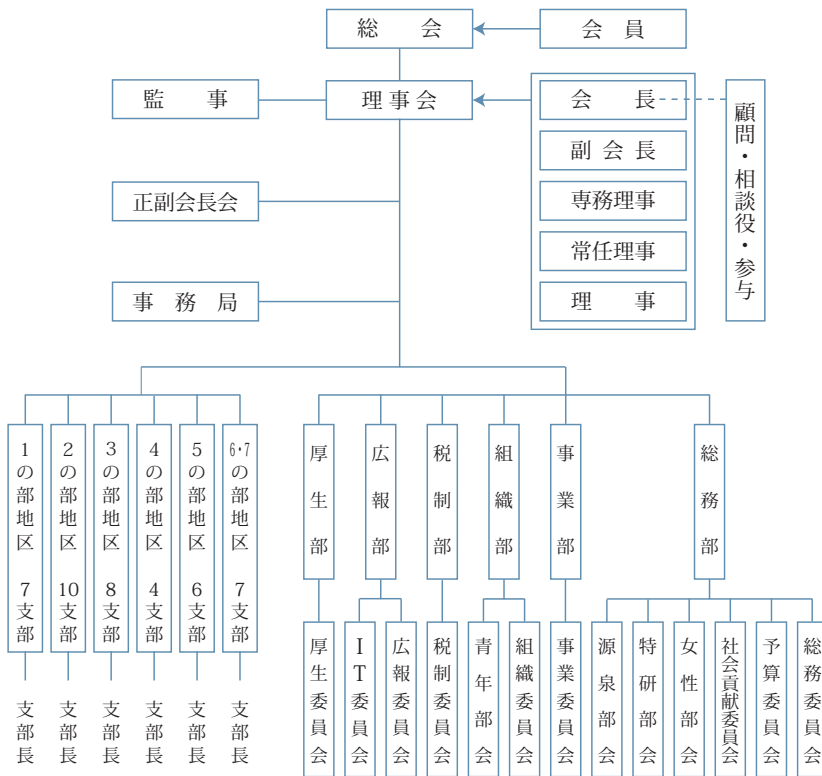 総会
会員
監事
理事会
会長
副会長
専務理事
常任理事
理事
顧問・相談役・参与
正副会長会
事務局
1の部地区 7支部
2の部地区 10支部
3の部地区 8支部
4の部地区 4支部
5の部地区 6支部
6・7の部地区 7支部
支部長
支部長
支部長
支部長
支部長
支部長
厚生部
広報部
税制部
組織部
事業部
総務部
厚生委員会
IT委員会
広報委員会
税制委員会
青年部会
組織委員会
事業委員会
源泉部会
特研部会
女性部会
社会貢献委員会
予算委員会
総務委員会